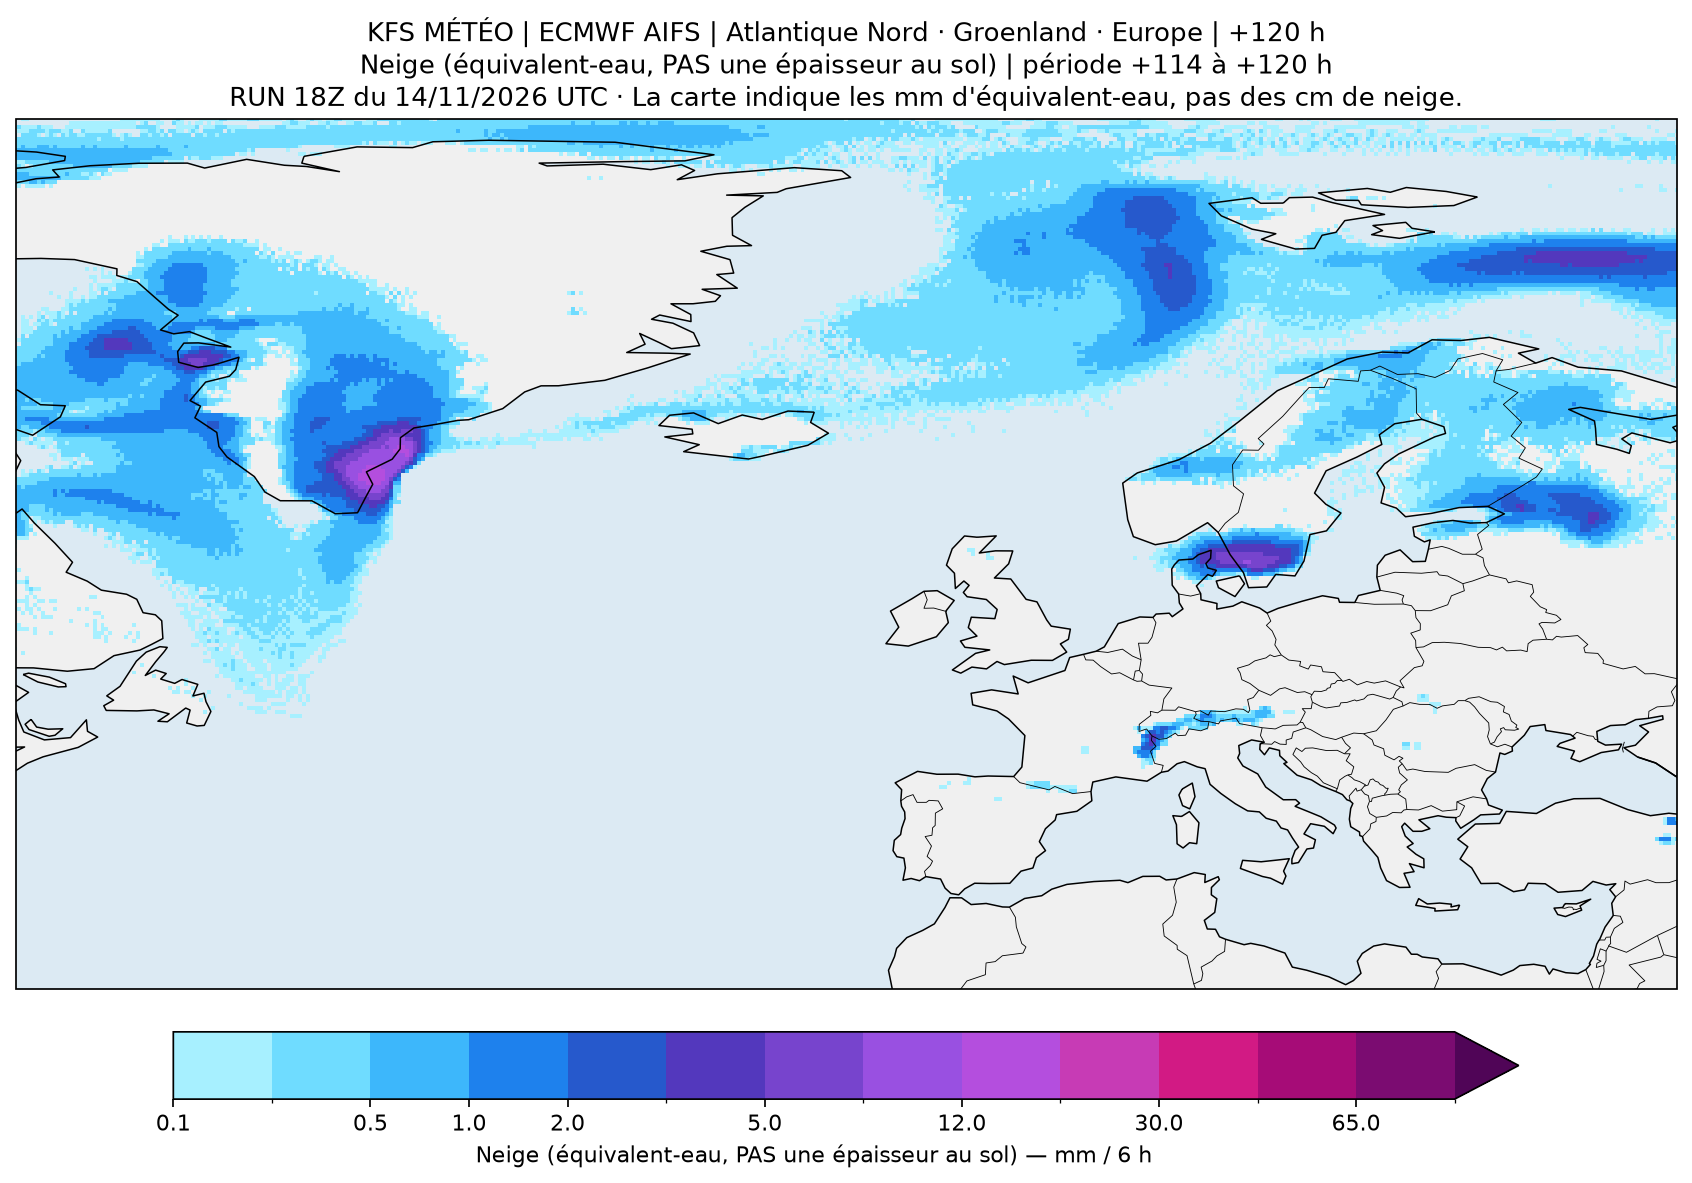 KFS MÉTÉO | ECMWF AIFS | Atlantique Nord · Groenland · Europe | +120 h
Neige (équivalent-eau, PAS une épaisseur au sol) | période +114 à +120 h
RUN 18Z du 14/11/2026 UTC · La carte indique les mm d'équivalent-eau, pas des cm de neige.
0.1 0.5 1.0 2.0 5.0 12.0 30.0 65.0
Neige (équivalent-eau, PAS une épaisseur au sol) — mm / 6 h